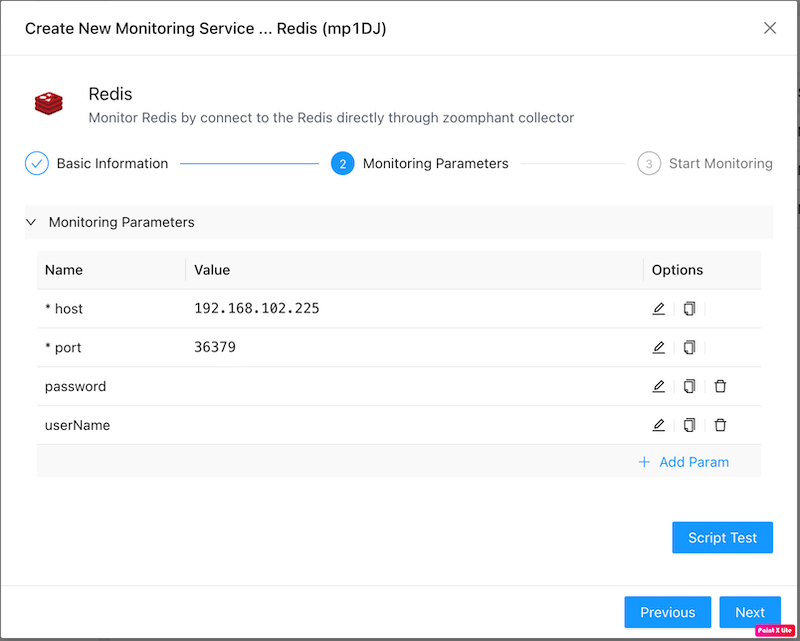 Create New Monitoring Service ... Redis (mp1DJ)
Redis
Monitor Redis by connect to the Redis directly through zoomphant collector
Basic Information
2 Monitoring Parameters
3 Start Monitoring
Monitoring Parameters
Name Value Options
* host 192.168.102.225
* port 36379
password
userName
+ Add Param
Script Test
Previous Next
Paint X Lite